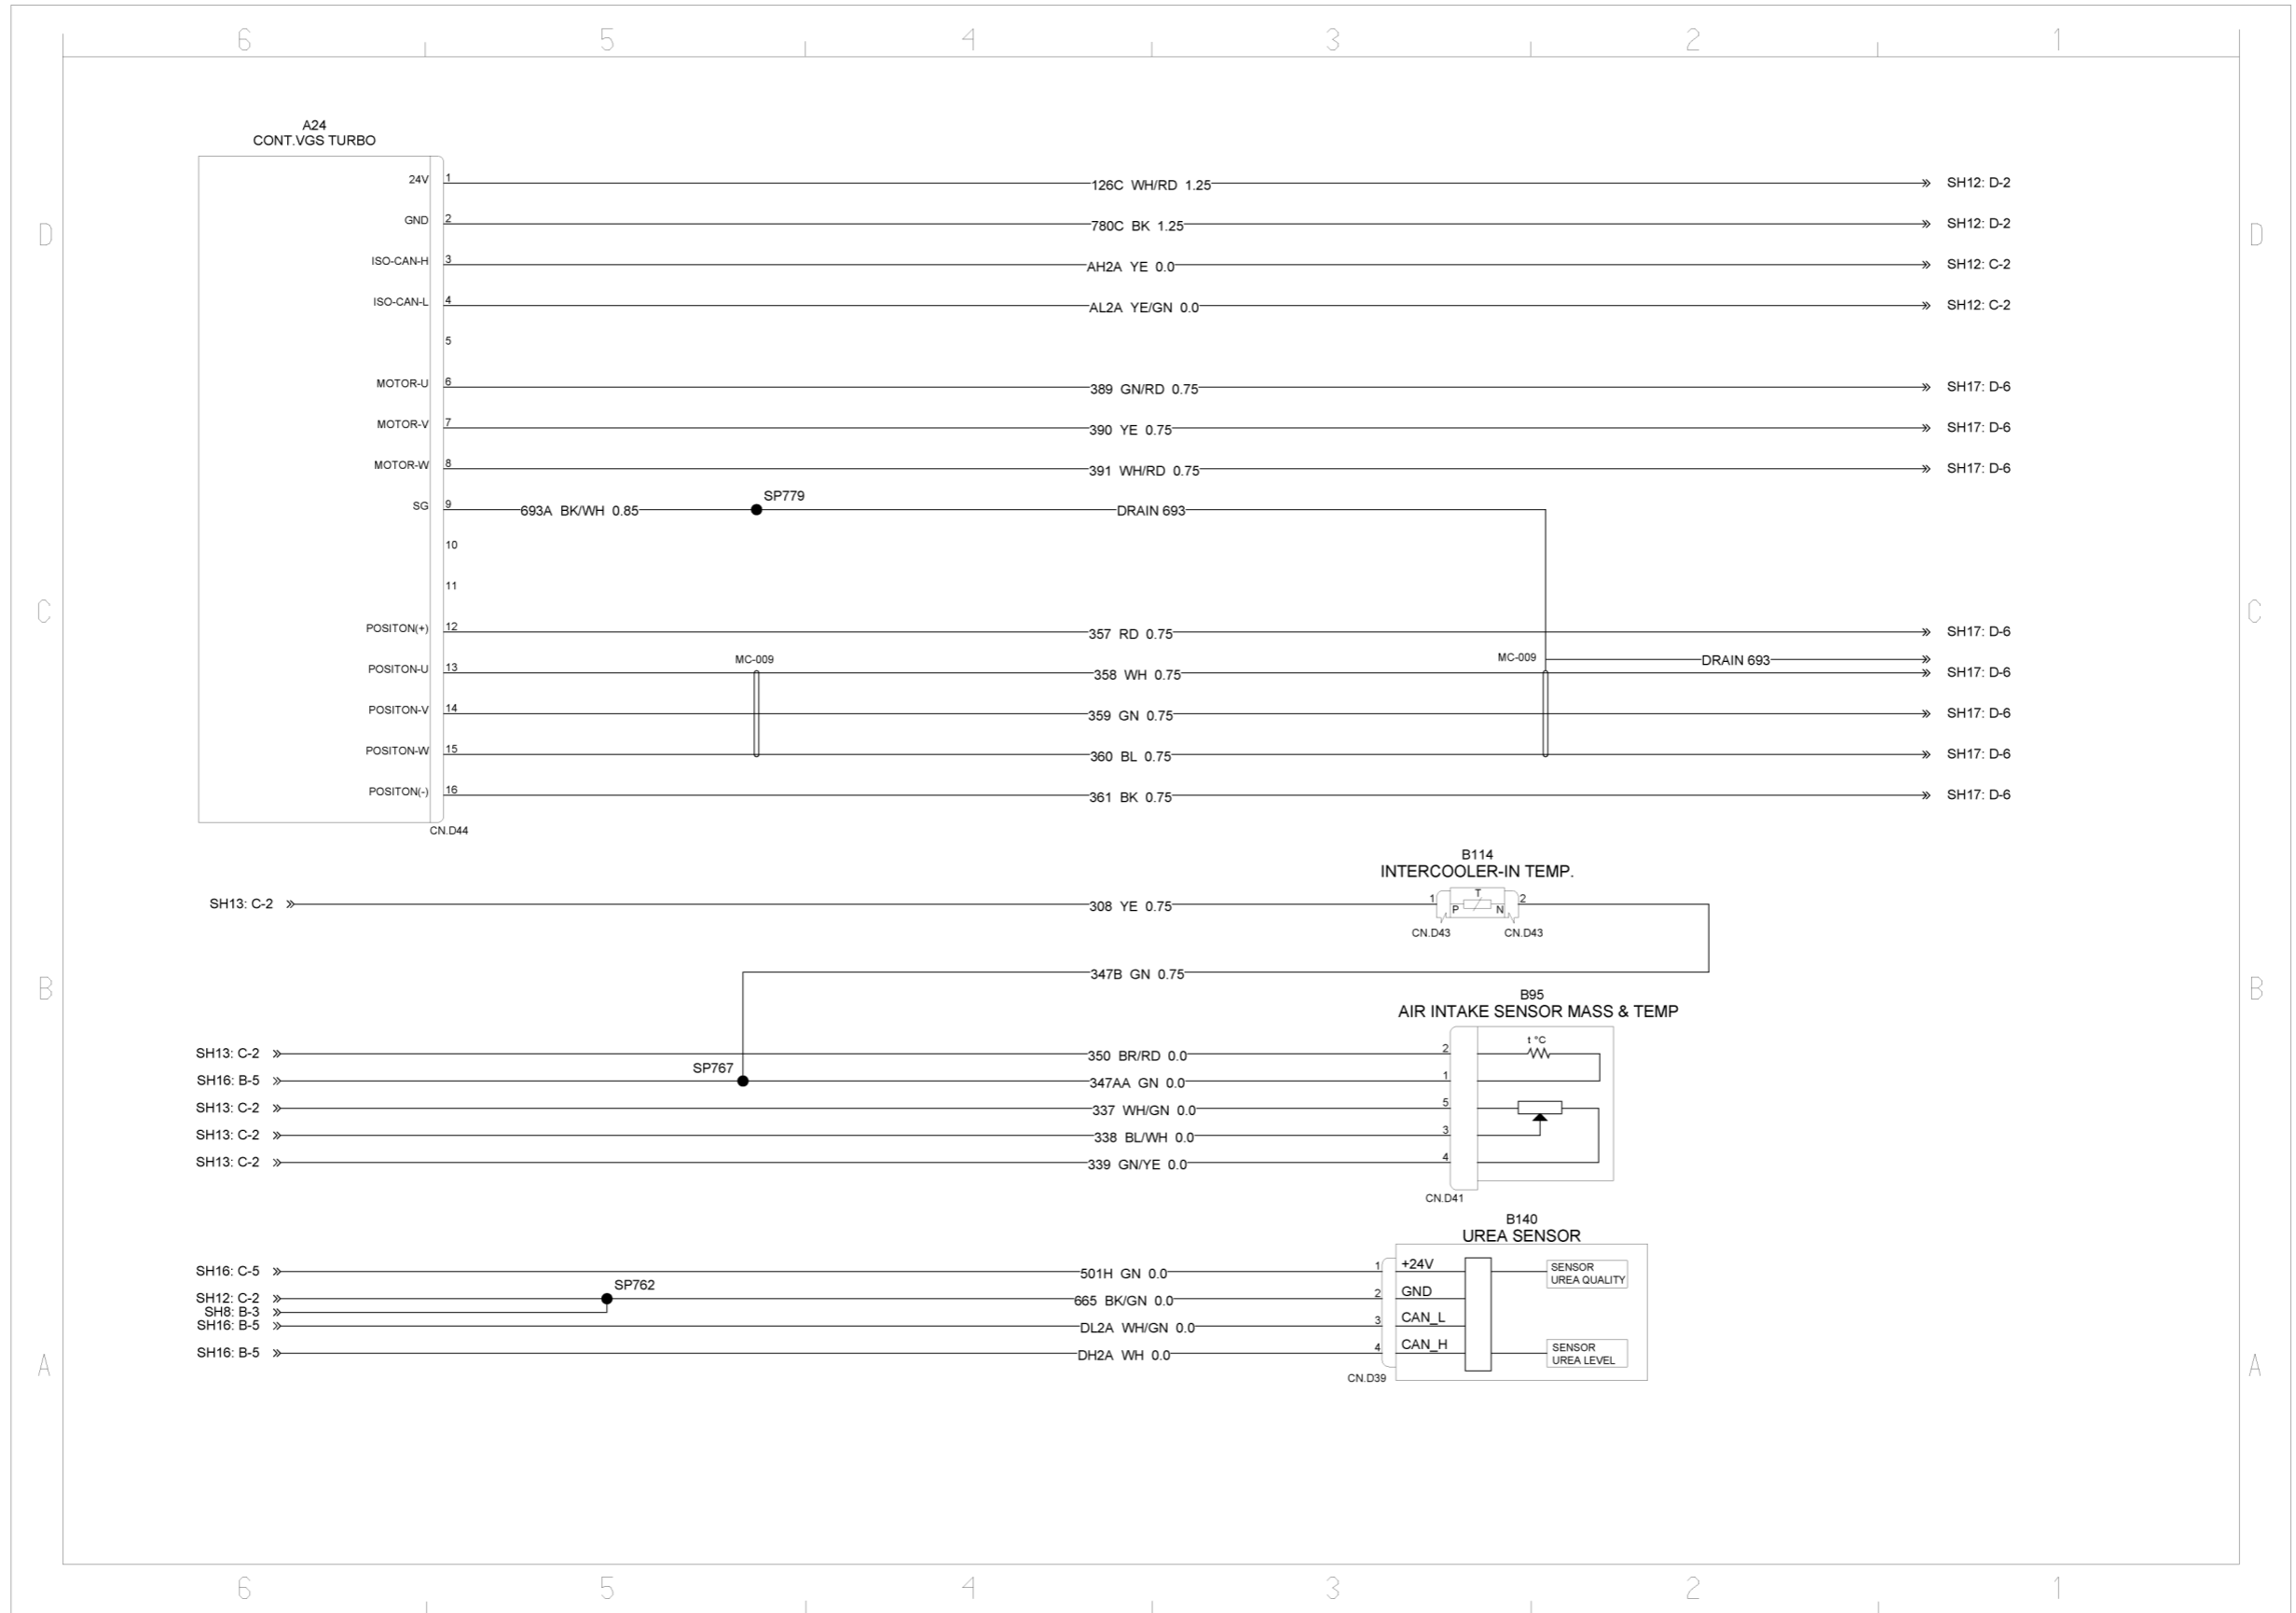 6 5 4 3 2 1
A24
CONT.VGS TURBO
24V 1 126C WH/RD 1.25 SH12: D-2
GND 2 780C BK 1.25 SH12: D-2
D D
ISO-CAN-H 3 AH2A YE 0.0 SH12: C-2
ISO-CAN-L 4 AL2A YE/GN 0.0 SH12: C-2
5
MOTOR-U 6 389 GN/RD 0.75 SH17: D-6
MOTOR-V 7 390 YE 0.75 SH17: D-6
MOTOR-W 8 391 WH/RD 0.75 SH17: D-6
SP779
SG 9 693A BK/WH 0.85 DRAIN 693
10
11
C C
POSITON(+) 12 357 RD 0.75 SH17: D-6
MC-009 MC-009 DRAIN 693
POSITON-U 13 358 WH 0.75 SH17: D-6
POSITON-V 14 359 GN 0.75 SH17: D-6
POSITON-W 15 360 BL 0.75 SH17: D-6
POSITON(-) 16 361 BK 0.75 SH17: D-6
CN.D44
B114
INTERCOOLER-IN TEMP.
SH13: C-2 308 YE 0.75 1 P T N 2
CN.D43 CN.D43
347B GN 0.75
B B
B95
AIR INTAKE SENSOR MASS & TEMP
t °C
SH13: C-2 350 BR/RD 0.0 2
SP767
SH16: B-5 347AA GN 0.0 1
SH13: C-2 337 WH/GN 0.0 5
SH13: C-2 338 BL/WH 0.0 3
SH13: C-2 339 GN/YE 0.0 4
CN.D41
B140
UREA SENSOR
SH16: C-5 501H GN 0.0 1 +24V SENSOR
UREA QUALITY
SP762
SH12: C-2 665 BK/GN 0.0 2 GND
SH8: B-3
SH16: B-5 DL2A WH/GN 0.0 3 CAN_L
SH16: B-5 DH2A WH 0.0 4 CAN_H SENSOR
UREA LEVEL
A A
CN.D39
6 5 4 3 2 1